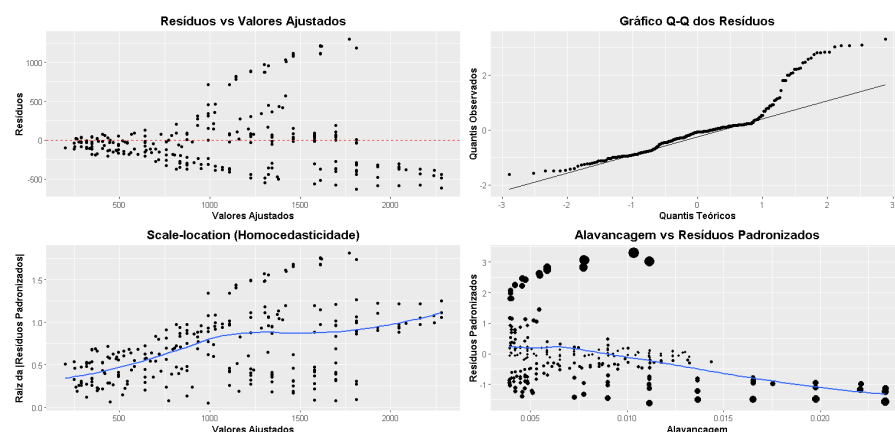 Resíduos vs Valores Ajustados
Resíduos
1000
500
0
-500
500
1000
1500
2000
Valores Ajustados
Gráfico Q-Q dos Resíduos
Quantis Observados
2
0
-2
-3
-2
-1
0
1
2
3
Quantis Teóricos
Scale-location (Homocedasticidade)
Raiz da |Resíduos Padronizados|
1.5
1.0
0.5
0.0
500
1000
1500
2000
Valores Ajustados
Alavancagem vs Resíduos Padronizados
Resíduos Padronizados
3
2
1
0
-1
0.005
0.010
0.015
0.020
Alavancagem